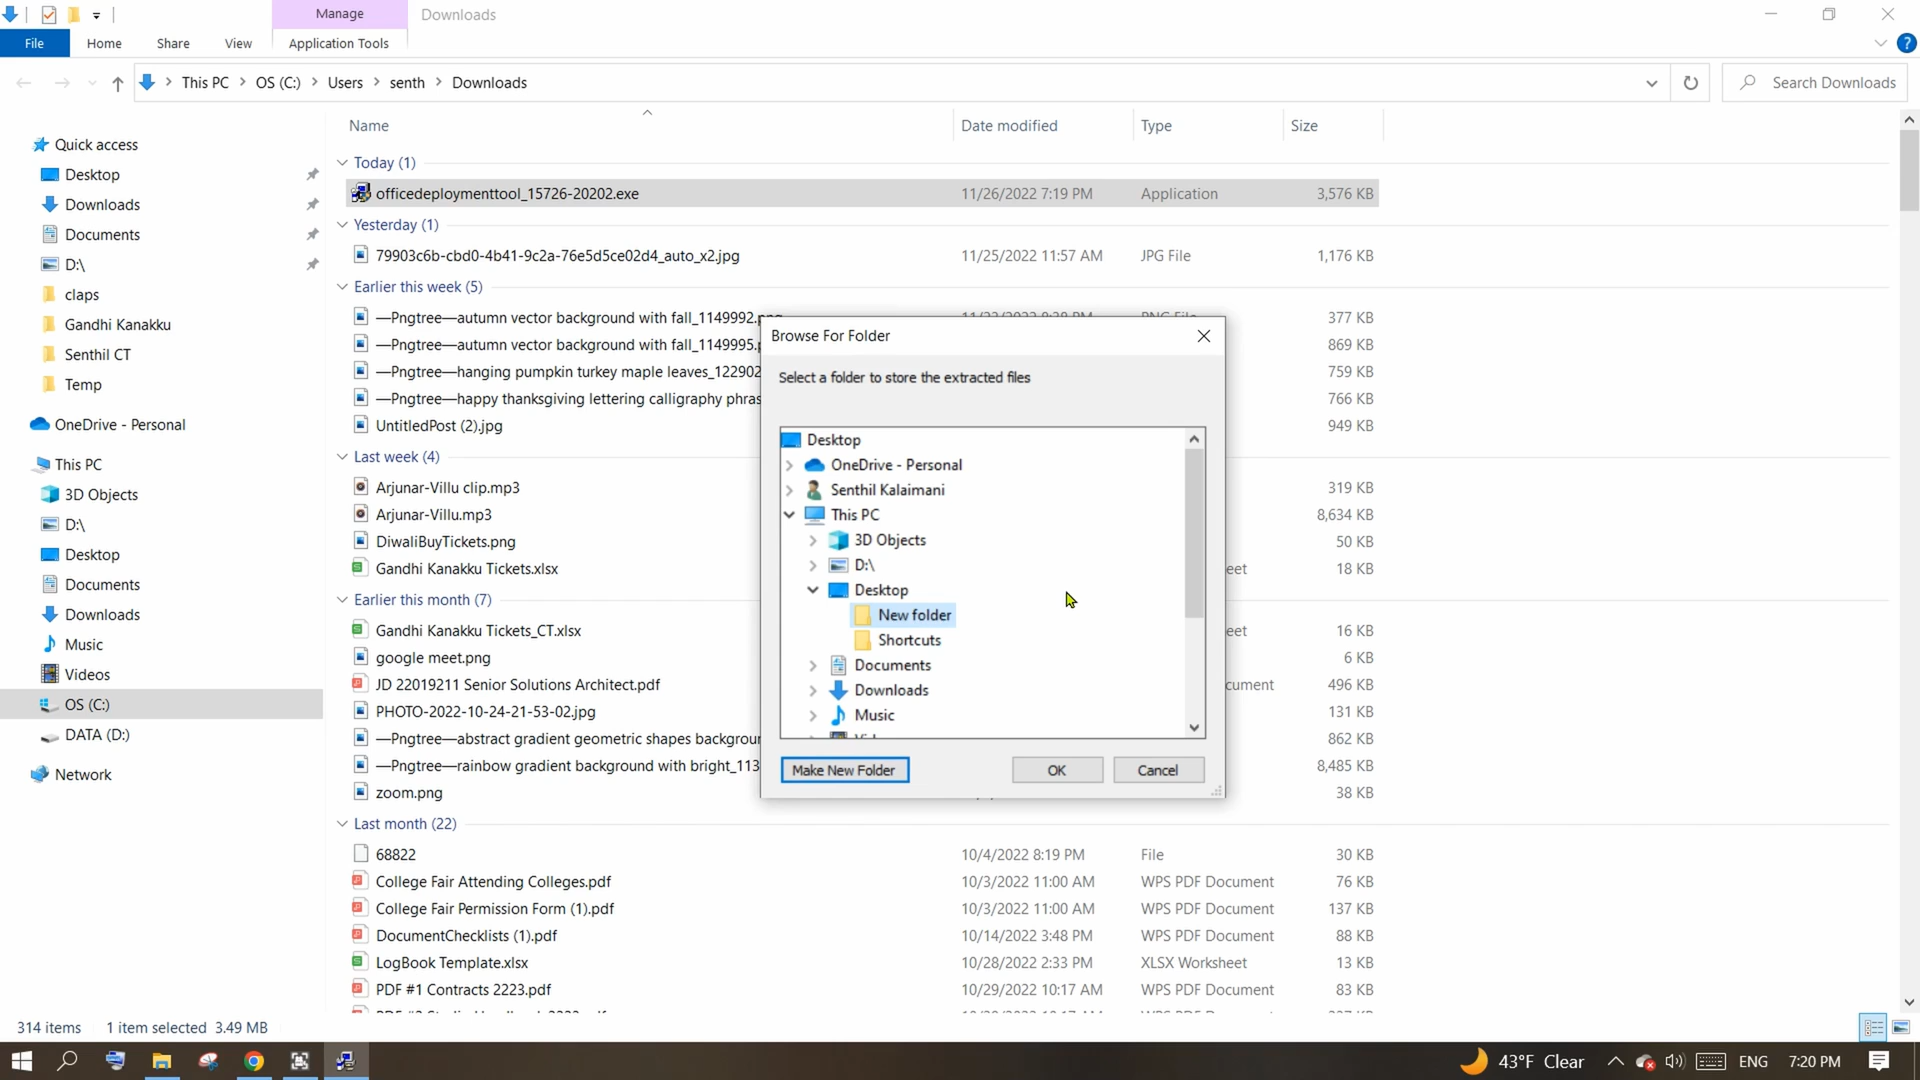 Manage
Downloads
File
Home
Share
View
Application Tools
This PC
OS (C:)
Users
senth
Downloads
Search Downloads
Quick access
Desktop
Downloads
Documents
D:\
claps
Gandhi Kanakku
Senthil CT
Temp
OneDrive - Personal
This PC
3D Objects
D:\
Desktop
Documents
Downloads
Music
Videos
OS (C:)
DATA (D:)
Network
Name
Date modified
Type
Size
Today (1)
officedeploymenttool_15726-20202.exe 11/26/2022 7:19 PM Application 3,576 KB
Yesterday (1)
79903c6b-cbd0-4b41-9c2a-76e5d5ce02d4_auto_x2.jpg 11/25/2022 11:57 AM JPG File 1,176 KB
Earlier this week (5)
—Pngtree—autumn vector background with fall_1149992.png 377 KB
—Pngtree—autumn vector background with fall_1149995.p 869 KB
—Pngtree—hanging pumpkin turkey maple leaves_122902 759 KB
—Pngtree—happy thanksgiving lettering calligraphy phras 766 KB
UntitledPost (2).jpg 949 KB
Last week (4)
Arjunar-Villu clip.mp3 319 KB
Arjunar-Villu.mp3 8,634 KB
DiwaliBuyTickets.png 50 KB
Gandhi Kanakku Tickets.xlsx eet 18 KB
Earlier this month (7)
Gandhi Kanakku Tickets_CT.xlsx eet 16 KB
google meet.png 6 KB
JD 22019211 Senior Solutions Architect.pdf cument 496 KB
PHOTO-2022-10-24-21-53-02.jpg 131 KB
—Pngtree—abstract gradient geometric shapes backgrour 862 KB
—Pngtree—rainbow gradient background with bright_113 8,485 KB
zoom.png 38 KB
Last month (22)
68822 10/4/2022 8:19 PM File 30 KB
College Fair Attending Colleges.pdf 10/3/2022 11:00 AM WPS PDF Document 76 KB
College Fair Permission Form (1).pdf 10/3/2022 11:00 AM WPS PDF Document 137 KB
DocumentChecklists (1).pdf 10/14/2022 3:48 PM WPS PDF Document 88 KB
LogBook Template.xlsx 10/28/2022 2:33 PM XLSX Worksheet 13 KB
PDF #1 Contracts 2223.pdf 10/29/2022 10:17 AM WPS PDF Document 83 KB
Browse For Folder
Select a folder to store the extracted files
Desktop
OneDrive - Personal
Senthil Kalaimani
This PC
3D Objects
D:\
Desktop
New folder
Shortcuts
Documents
Downloads
Music
Make New Folder
OK
Cancel
314 items
1 item selected 3.49 MB
43°F Clear
ENG
7:20 PM